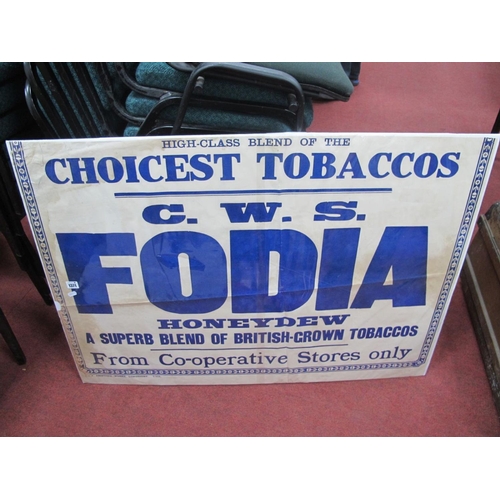 HIGH-CLASS BLEND OF THE
CHOICEST TOBACCOS
C. W. S.
FODIA
HONEYDEW
A SUPERB BLEND OF BRITISH-GROWN TOBACCOS
From Co-operative Stores only